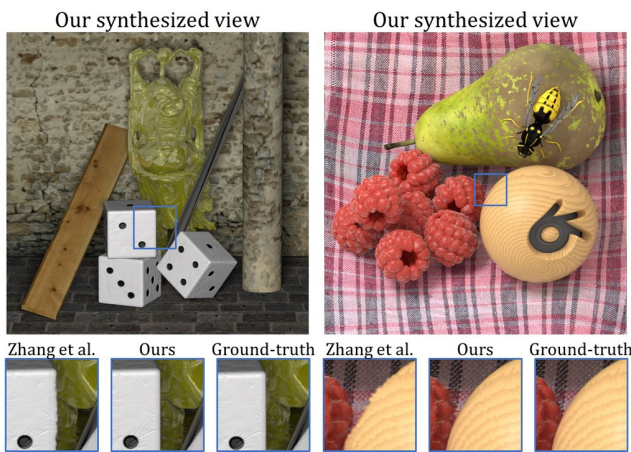 Our synthesized view
Our synthesized view
Zhang et al.
Ours
Ground-truth
Zhang et al.
Ours
Ground-truth